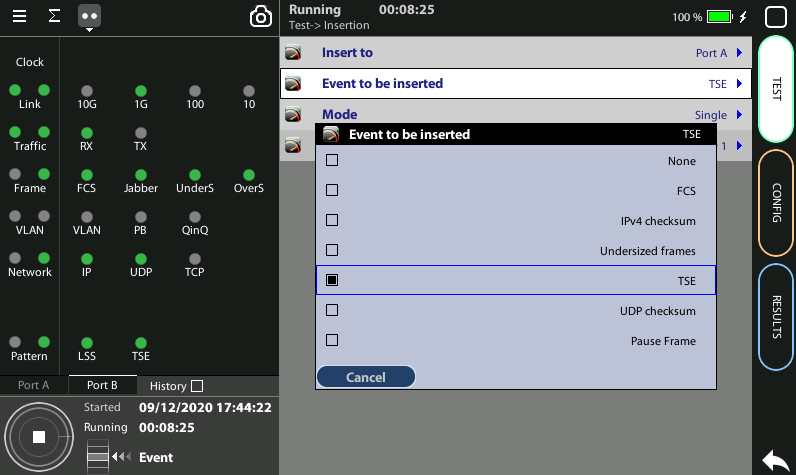 Σ
Clock
Link 10G 1G 100 10
Traffic RX TX
Frame FCS Jabber UnderS OverS
VLAN VLAN PB QinQ
Network IP UDP TCP
Pattern LSS TSE
Port A Port B History
Started 09/12/2020 17:44:22
Running 00:08:25
Event
Running 00:08:25
Test-> Insertion
100 %
Insert to Port A
Event to be inserted TSE
Mode Single
1
Event to be inserted TSE
None
FCS
IPv4 checksum
Undersized frames
TSE
UDP checksum
Pause Frame
Cancel
TEST
CONFIG
RESULTS